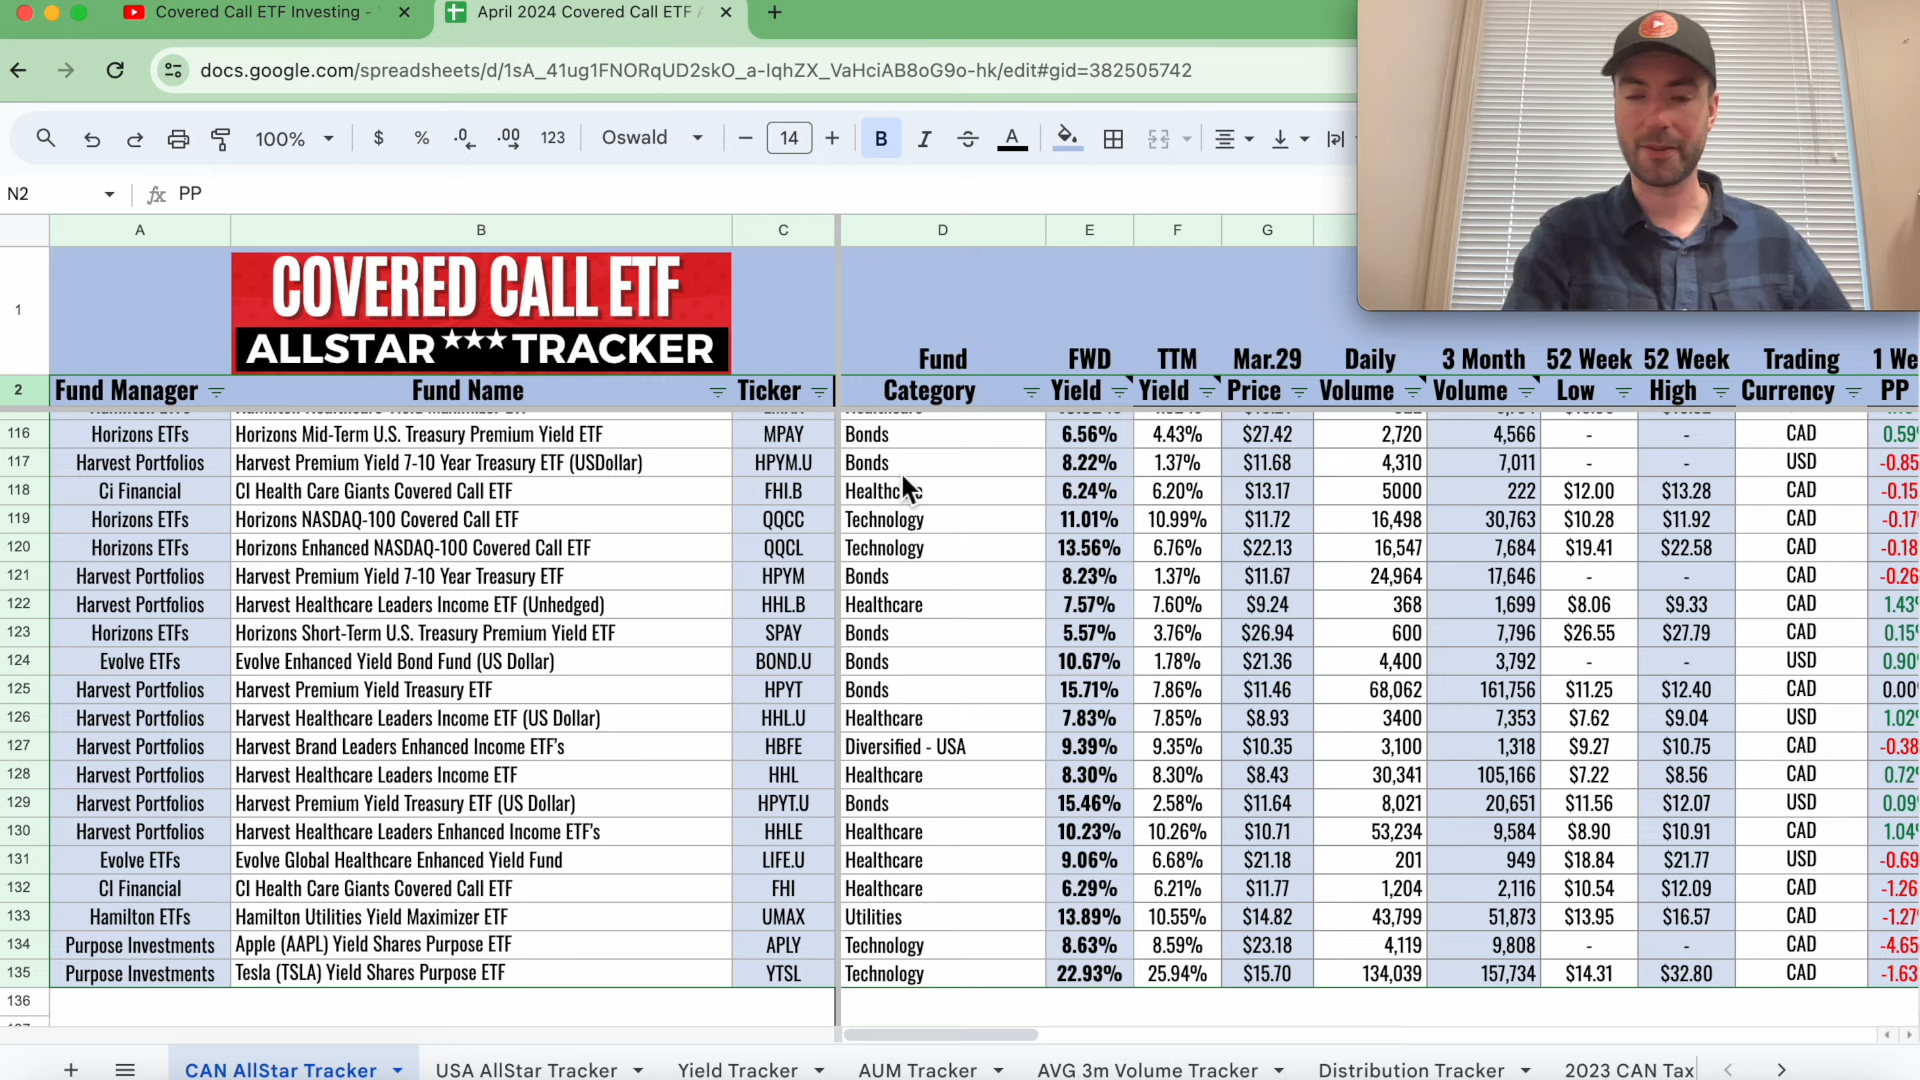 Covered Call ETF Investing -
April 2024 Covered Call ETF
docs.google.com/spreadsheets/d/1sA_41ug1FNORqUD2skO_a-IqhZX_VaHciAB8oG9o-hk/edit#gid=382505742
100% $ % .0 .00 123 Oswald 14 B I S A
N2 fx PP
A B C D E F G
1 COVERED CALL ETF
ALLSTAR ★★★ TRACKER
Fund FWD TTM Mar.29 Daily 3 Month 52 Week 52 Week Trading 1 We
2 Fund Manager Fund Name Ticker Category Yield Yield Price Volume Volume Low High Currency PP
116 Horizons ETFs Horizons Mid-Term U.S. Treasury Premium Yield ETF MPAY Bonds 6.56% 4.43% $27.42 2,720 4,566 - - CAD 0.59
117 Harvest Portfolios Harvest Premium Yield 7-10 Year Treasury ETF (USDollar) HPYM.U Bonds 8.22% 1.37% $11.68 4,310 7,011 - - USD -0.85
118 Ci Financial CI Health Care Giants Covered Call ETF FHI.B Healthcare 6.24% 6.20% $13.17 5000 222 $12.00 $13.28 CAD -0.15
119 Horizons ETFs Horizons NASDAQ-100 Covered Call ETF QQCC Technology 11.01% 10.99% $11.72 16,498 30,763 $10.28 $11.92 CAD -0.17
120 Horizons ETFs Horizons Enhanced NASDAQ-100 Covered Call ETF QQCL Technology 13.56% 6.76% $22.13 16,547 7,684 $19.41 $22.58 CAD -0.18
121 Harvest Portfolios Harvest Premium Yield 7-10 Year Treasury ETF HPYM Bonds 8.23% 1.37% $11.67 24,964 17,646 - - CAD -0.26
122 Harvest Portfolios Harvest Healthcare Leaders Income ETF (Unhedged) HHL.B Healthcare 7.57% 7.60% $9.24 368 1,699 $8.06 $9.33 CAD 1.43
123 Horizons ETFs Horizons Short-Term U.S. Treasury Premium Yield ETF SPAY Bonds 5.57% 3.76% $26.94 600 7,796 $26.55 $27.79 CAD 0.15
124 Evolve ETFs Evolve Enhanced Yield Bond Fund (US Dollar) BOND.U Bonds 10.67% 1.78% $21.36 4,400 3,792 - - USD 0.90
125 Harvest Portfolios Harvest Premium Yield Treasury ETF HPYT Bonds 15.71% 7.86% $11.46 68,062 161,756 $11.25 $12.40 CAD 0.00
126 Harvest Portfolios Harvest Healthcare Leaders Income ETF (US Dollar) HHL.U Healthcare 7.83% 7.85% $8.93 3400 7,353 $7.62 $9.04 USD 1.02
127 Harvest Portfolios Harvest Brand Leaders Enhanced Income ETF's HBFE Diversified - USA 9.39% 9.35% $10.35 3,100 1,318 $9.27 $10.75 CAD -0.38
128 Harvest Portfolios Harvest Healthcare Leaders Income ETF HHL Healthcare 8.30% 8.30% $8.43 30,341 105,166 $7.22 $8.56 CAD 0.72
129 Harvest Portfolios Harvest Premium Yield Treasury ETF (US Dollar) HPYT.U Bonds 15.46% 2.58% $11.64 8,021 20,651 $11.56 $12.07 USD 0.09
130 Harvest Portfolios Harvest Healthcare Leaders Enhanced Income ETF's HHLE Healthcare 10.23% 10.26% $10.71 53,234 9,584 $8.90 $10.91 CAD 1.04
131 Evolve ETFs Evolve Global Healthcare Enhanced Yield Fund LIFE.U Healthcare 9.06% 6.68% $21.18 201 949 $18.84 $21.77 USD -0.69
132 CI Financial CI Health Care Giants Covered Call ETF FHI Healthcare 6.29% 6.21% $11.77 1,204 2,116 $10.54 $12.09 CAD -1.26
133 Hamilton ETFs Hamilton Utilities Yield Maximizer ETF UMAX Utilities 13.89% 10.55% $14.82 43,799 51,873 $13.95 $16.57 CAD -1.27
134 Purpose Investments Apple (AAPL) Yield Shares Purpose ETF APLY Technology 8.63% 8.59% $23.18 4,119 9,808 - - CAD -4.65
135 Purpose Investments Tesla (TSLA) Yield Shares Purpose ETF YTSL Technology 22.93% 25.94% $15.70 134,039 157,734 $14.31 $32.80 CAD -1.63
136
CAN AllStar Tracker USA AllStar Tracker Yield Tracker AUM Tracker AVG 3m Volume Tracker Distribution Tracker 2023 CAN Tax